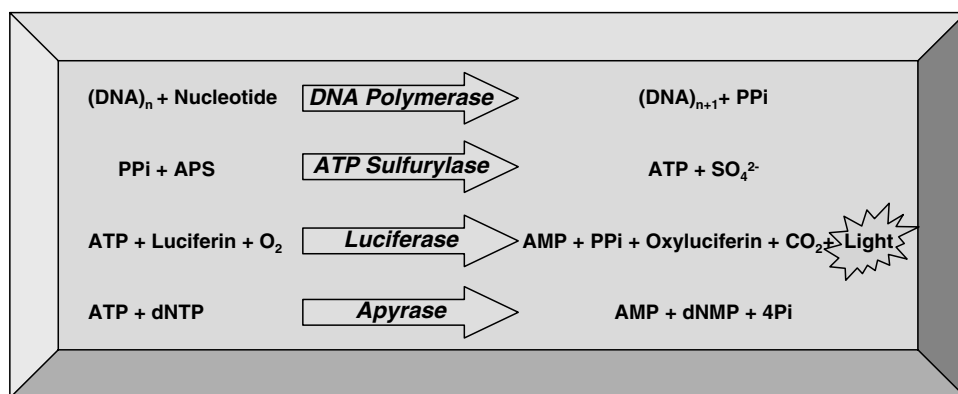 (DNA)n + Nucleotide DNA Polymerase (DNA)n+1 + PPi
PPi + APS ATP Sulfurylase ATP + SO₄²⁻
ATP + Luciferin + O₂ Luciferase AMP + PPi + Oxyluciferin + CO₂+ Light
ATP + dNTP Apyrase AMP + dNMP + 4Pi